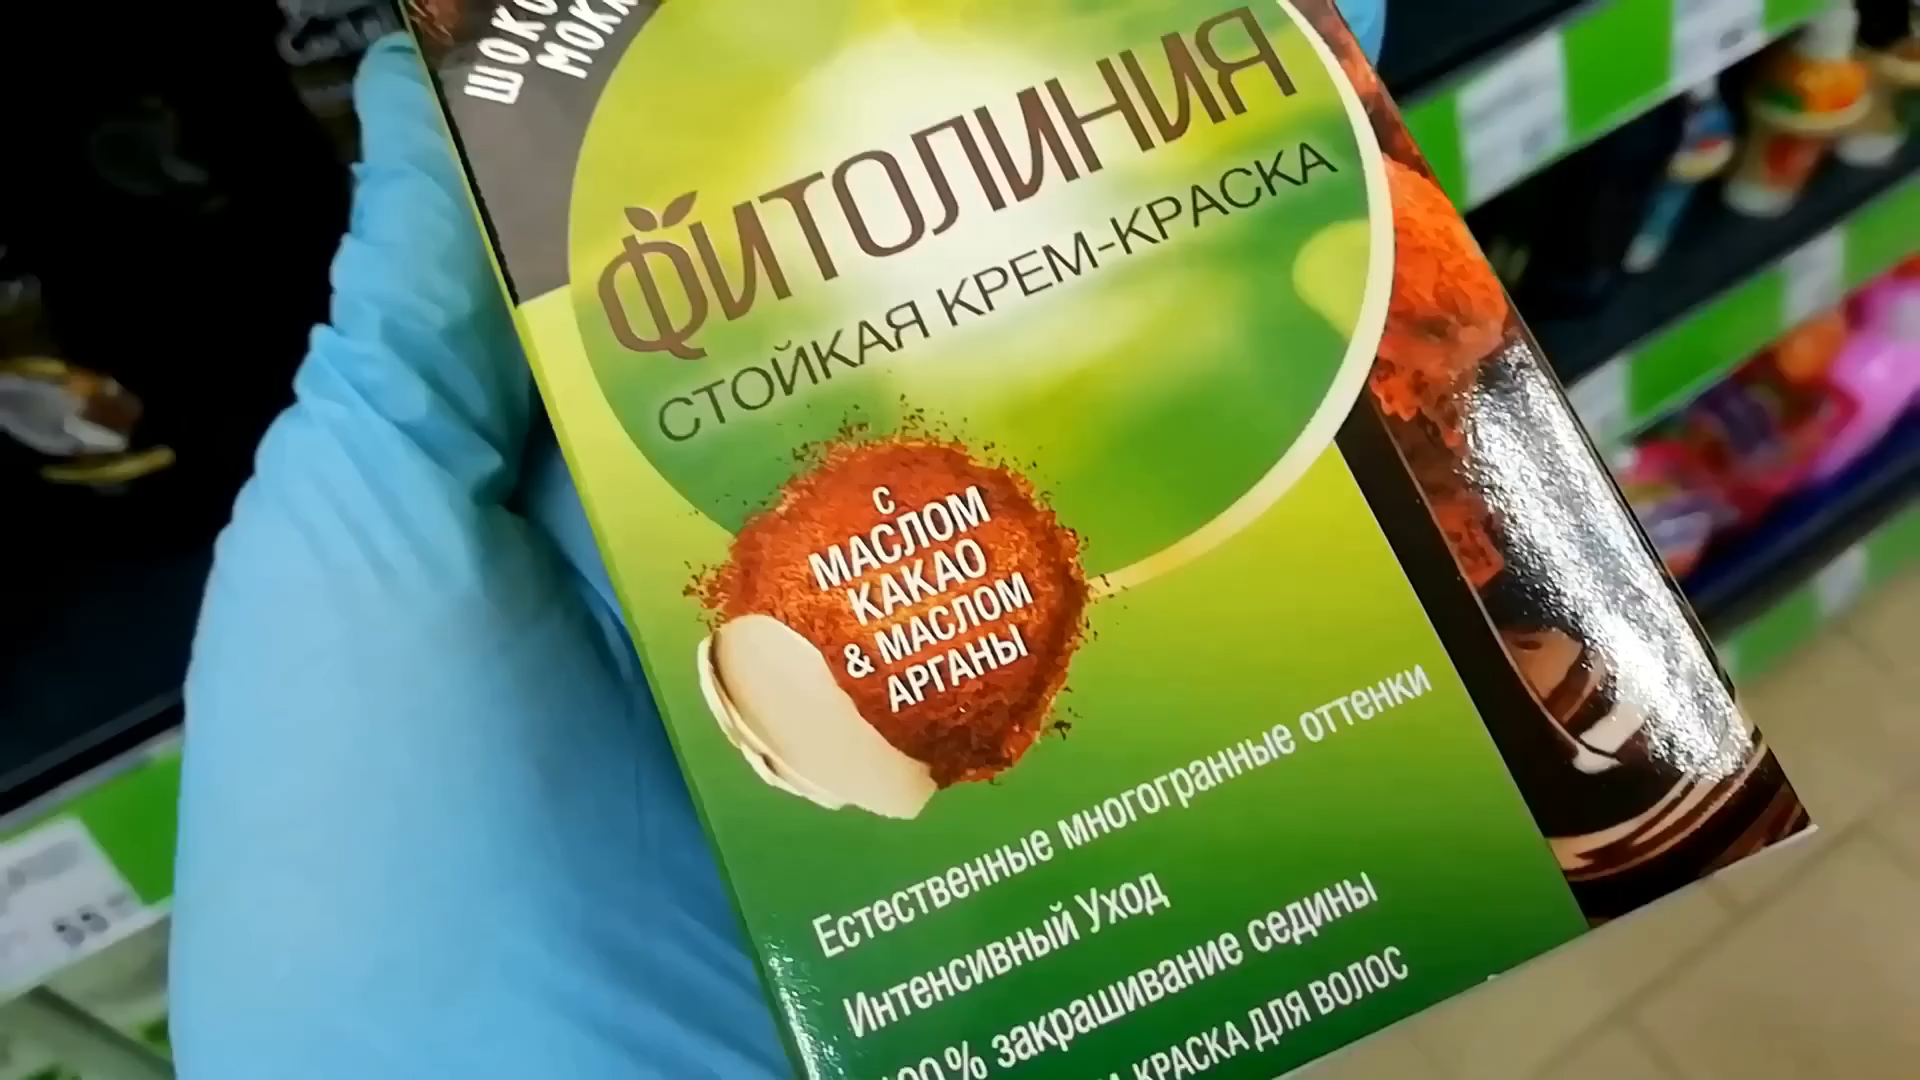 ФИТОЛИНИЯ
СТОЙКАЯ КРЕМ-КРАСКА
С
МАСЛОМ
КАКАО
& МАСЛОМ
АРГАНЫ
Естественные многогранные оттенки
Интенсивный Уход
100% закрашивание седины
КРАСКА ДЛЯ ВОЛОС